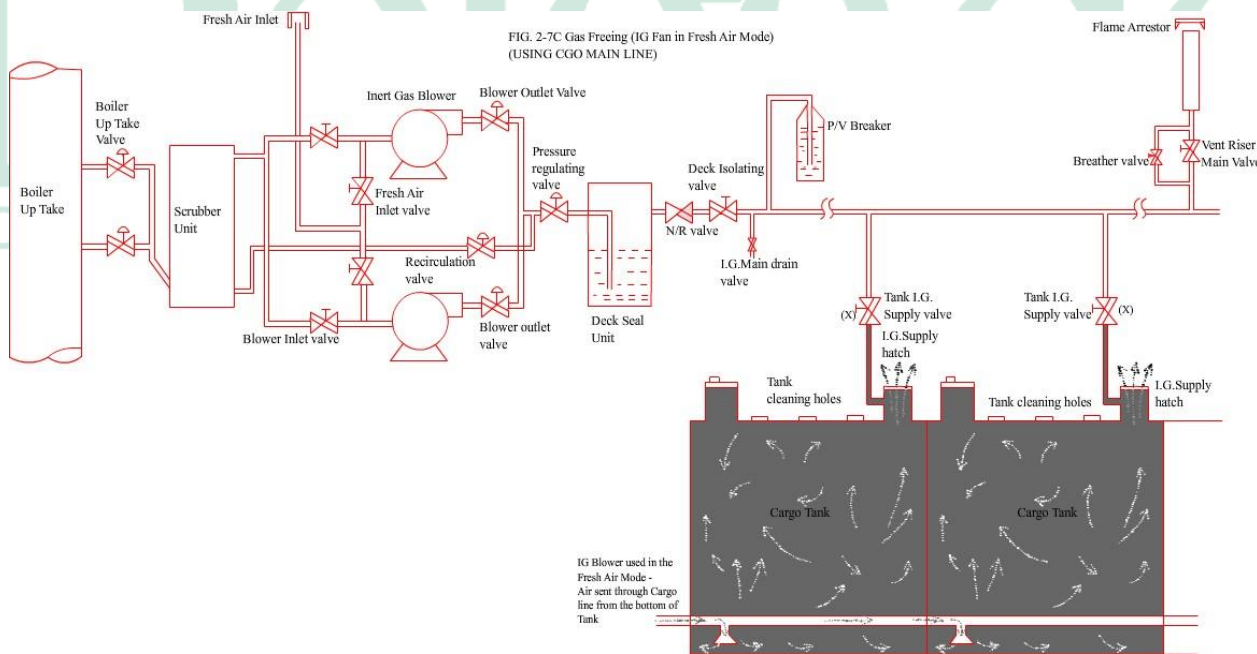 Fresh Air Inlet
FIG. 2-7C Gas Freeing (IG Fan in Fresh Air Mode)
(USING CGO MAIN LINE)
Flame Arrestor
Boiler
Up Take
Valve
Inert Gas Blower
Blower Outlet Valve
P/V Breaker
Pressure
regulating
valve
Deck Isolating
valve
Breather valve
Vent Riser
Main Valve
Boiler
Up Take
Scrubber
Unit
Fresh Air
Inlet valve
N/R valve
Recirculation
valve
I.G.Main drain
valve
Blower Inlet valve
Blower outlet
valve
Deck Seal
Unit
Tank I.G.
Supply valve
(X)
I.G.Supply
hatch
Tank I.G.
Supply valve
(X)
Tank
cleaning holes
Tank cleaning holes
I.G.Supply
hatch
Cargo Tank
Cargo Tank
IG Blower used in the
Fresh Air Mode -
Air sent through Cargo
line from the bottom of
Tank